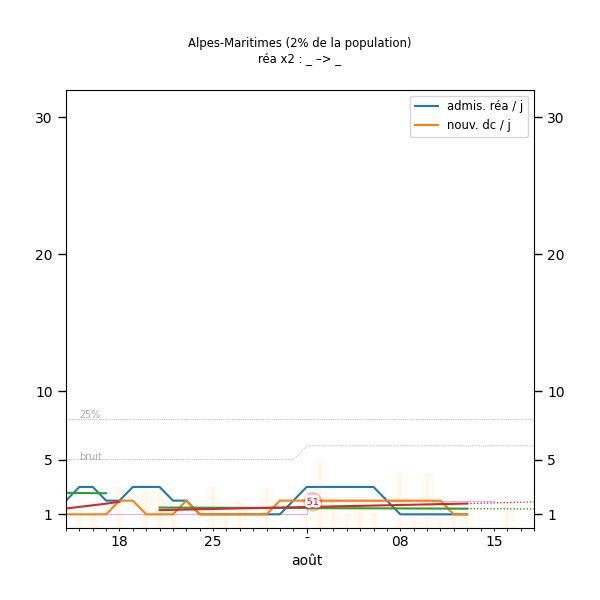 Alpes-Maritimes (2% de la population)
réa x2 : _ –> _
admis. réa / j
nouv. dc / j
30
30
20
20
10
10
25%
5
bruit
5
51
1
1
18
25
-
08
15
août